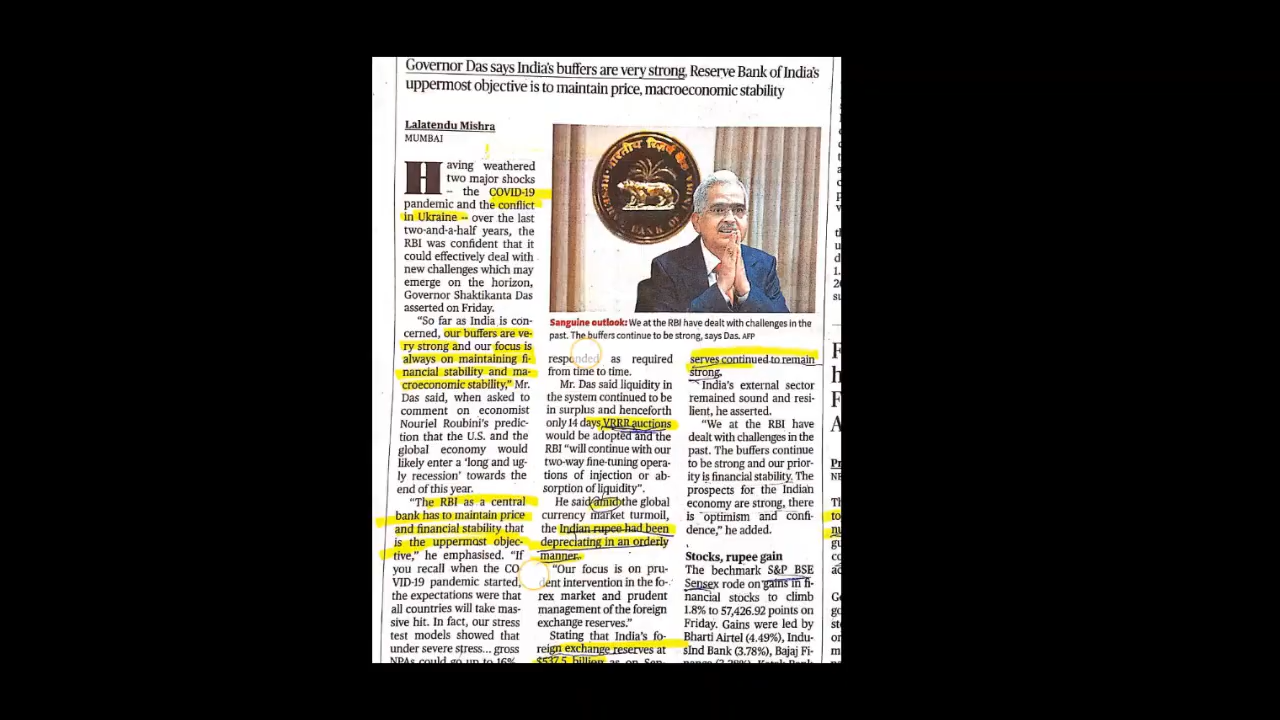 Governor Das says India's buffers are very strong, Reserve Bank of India's
uppermost objective is to maintain price, macroeconomic stability
Lalatendu Mishra
MUMBAI
Having weathered
two major shocks
– the COVID-19
pandemic and the conflict
in Ukraine – over the last
two-and-a-half years, the
RBI was confident that it
could effectively deal with
new challenges which may
emerge on the horizon,
Governor Shaktikanta Das
asserted on Friday.
"So far as India is con-
cerned, our buffers are ve-
ry strong and our focus is
always on maintaining fi-
nancial stability and ma-
croeconomic stability," Mr.
Das said, when asked to
comment on economist
Nouriel Roubini's predic-
tion that the U.S. and the
global economy would
likely enter a 'long and ug-
ly recession' towards the
end of this year.
"The RBI as a central
bank has to maintain price
and financial stability that
is the uppermost objec-
tive," he emphasised. "If
you recall when the CO
VID-19 pandemic started,
the expectations were that
all countries will take mas-
sive hit. In fact, our stress
test models showed that
under severe stress... gross
NPAs could go up to 16%
भारतीय रिज़र्व बैंक
RESERVE BANK OF INDIA
Sanguine outlook: We at the RBI have dealt with challenges in the
past. The buffers continue to be strong, says Das. AFP
responded as required
from time to time.
Mr. Das said liquidity in
the system continued to be
in surplus and henceforth
only 14 days VRRR auctions
would be adopted and the
RBI "will continue with our
two-way fine-tuning opera-
tions of injection or ab-
sorption of liquidity".
He said amid the global
currency market turmoil,
the Indian rupee had been
depreciating in an orderly
manner.
"Our focus is on pru-
dent intervention in the fo-
rex market and prudent
management of the foreign
exchange reserves."
Stating that India's fo-
reign exchange reserves at
$537.5 billion as on Sep-
serves continued to remain
strong.
India's external sector
remained sound and resi-
lient, he asserted.
"We at the RBI have
dealt with challenges in the
past. The buffers continue
to be strong and our prior-
ity is financial stability. The
prospects for the Indian
economy are strong, there
is optimism and confi-
dence," he added.
Stocks, rupee gain
The bechmark S&P BSE
Sensex rode on gains in fi-
nancial stocks to climb
1.8% to 57,426.92 points on
Friday. Gains were led by
Bharti Airtel (4.49%), Indu-
sInd Bank (3.78%), Bajaj Fi-